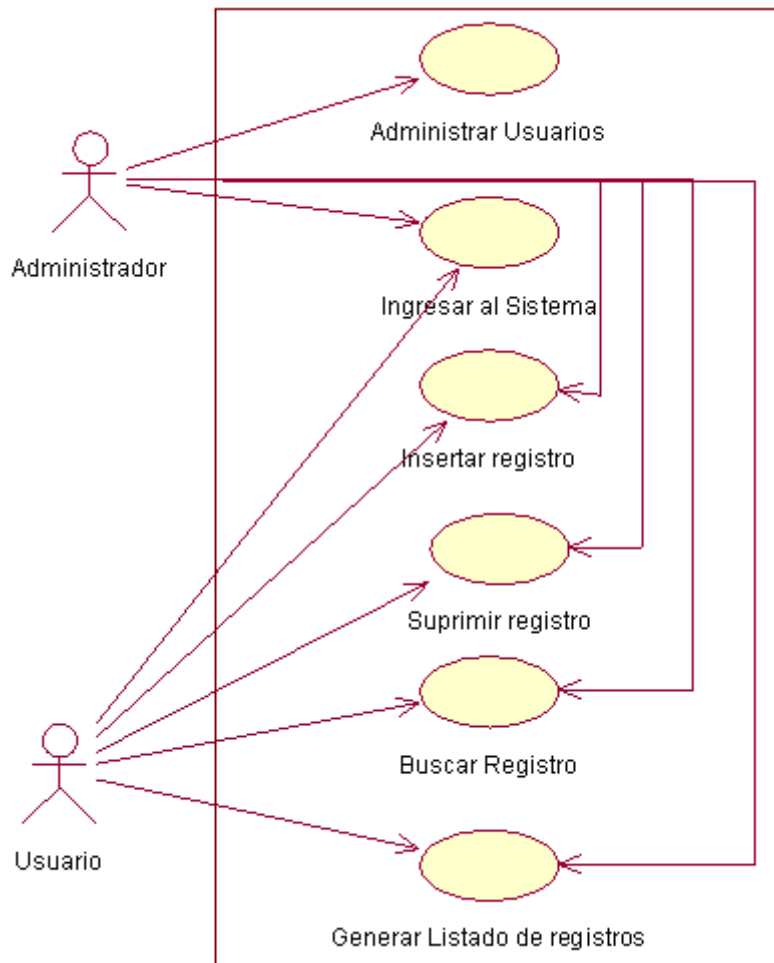 Administrar Usuarios
Administrador
Ingresar al Sistema
Insertar registro
Suprimir registro
Buscar Registro
Usuario
Generar Listado de registros